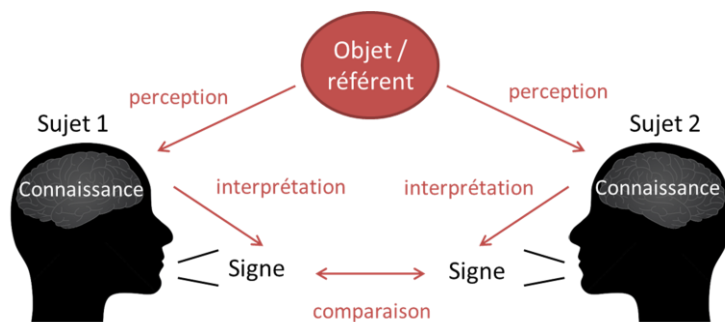 Objet /
référent
perception
perception
Sujet 1
Sujet 2
Connaissance
interprétation
interprétation
Connaissance
Signe
Signe
comparaison